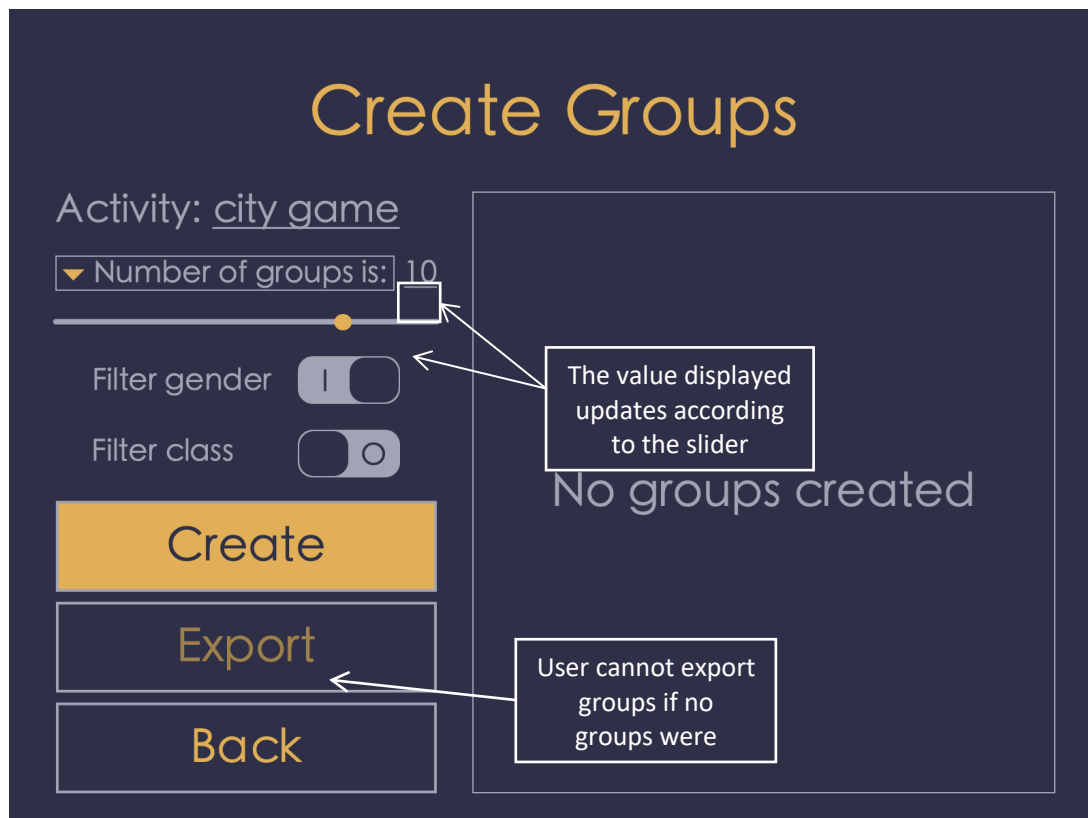 Create Groups
Activity: city game
Number of groups is: 10
Filter gender I
Filter class O
Create
Export
Back
The value displayed
updates according
to the slider
No groups created
User cannot export
groups if no
groups were